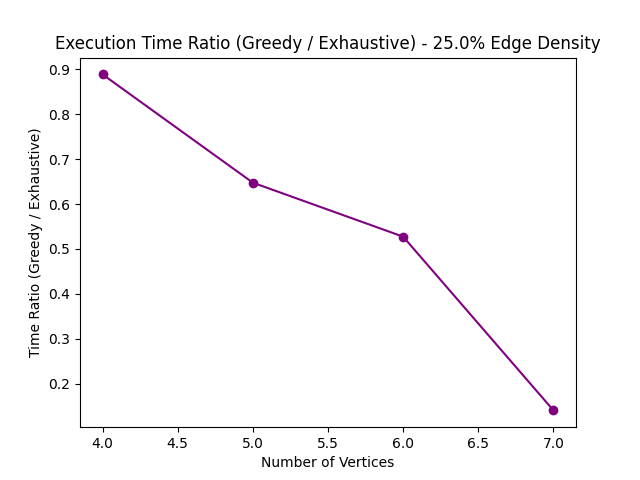 Execution Time Ratio (Greedy / Exhaustive) - 25.0% Edge Density
Time Ratio (Greedy / Exhaustive)
0.9
0.8
0.7
0.6
0.5
0.4
0.3
0.2
4.0 4.5 5.0 5.5 6.0 6.5 7.0
Number of Vertices